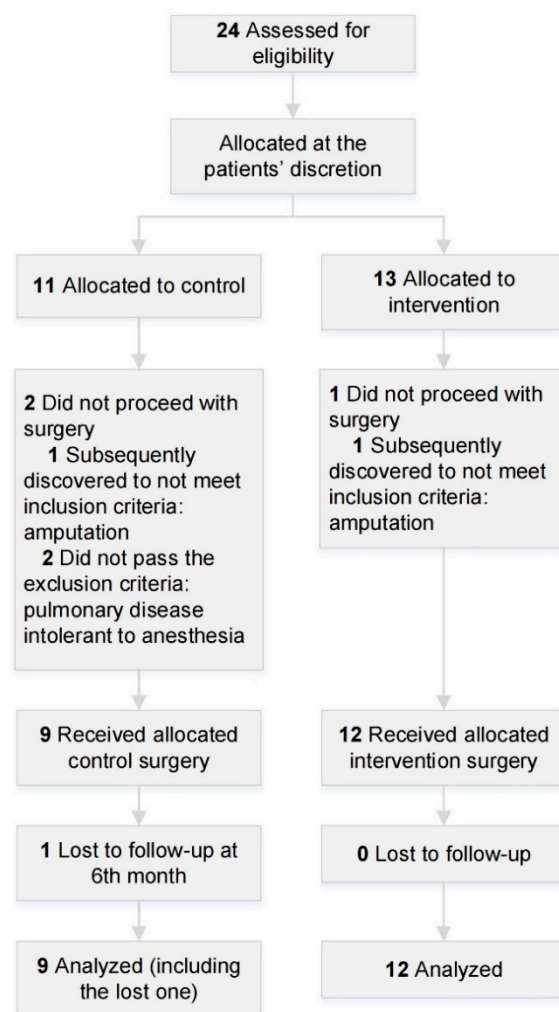 24 Assessed for
eligibility
Allocated at the
patients’ discretion
11 Allocated to control
13 Allocated to
intervention
2 Did not proceed with
surgery
1 Subsequently
discovered to not meet
inclusion criteria:
amputation
2 Did not pass the
exclusion criteria:
pulmonary disease
intolerant to anesthesia
1 Did not proceed with
surgery
1 Subsequently
discovered to not meet
inclusion criteria:
amputation
9 Received allocated
control surgery
12 Received allocated
intervention surgery
1 Lost to follow-up at
6th month
0 Lost to follow-up
9 Analyzed (including
the lost one)
12 Analyzed